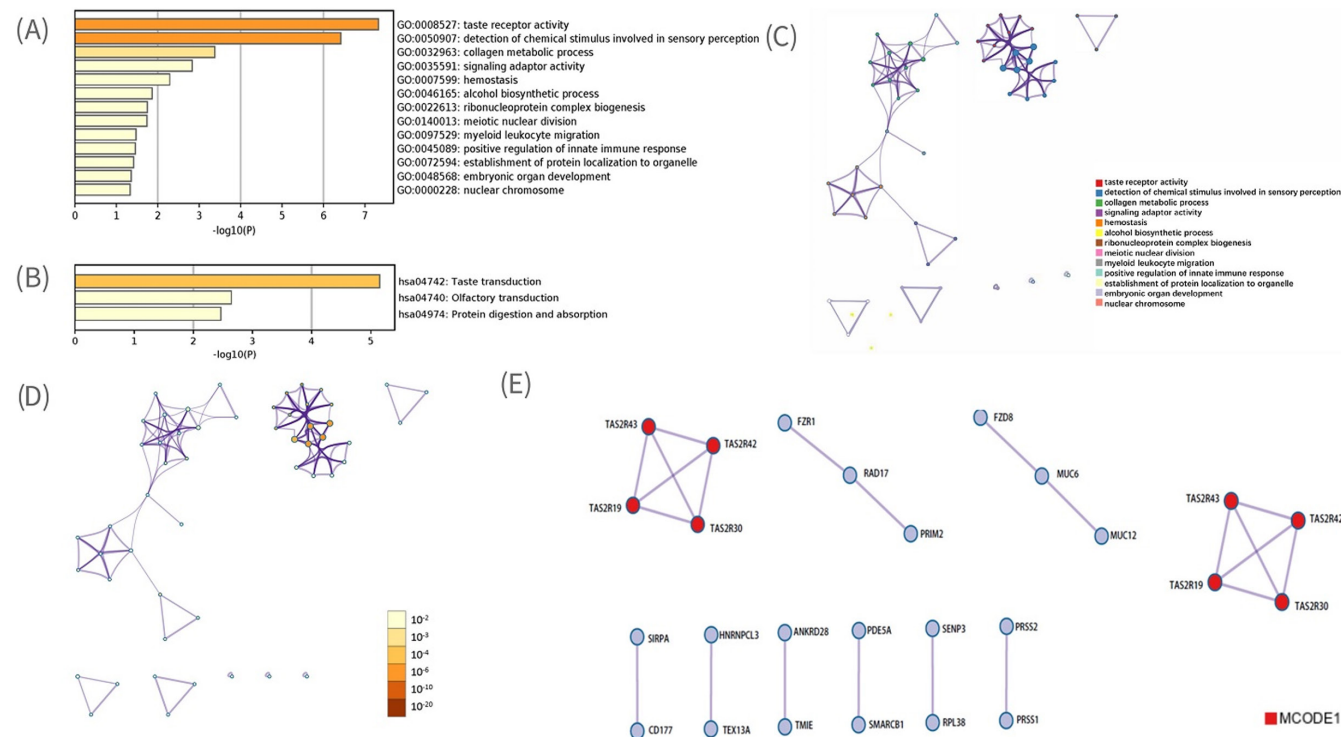 (A)
GO:0008527: taste receptor activity
GO:0050907: detection of chemical stimulus involved in sensory perception
GO:0032963: collagen metabolic process
GO:0035591: signaling adaptor activity
GO:0007599: hemostasis
GO:0046165: alcohol biosynthetic process
GO:0022613: ribonucleoprotein complex biogenesis
GO:0140013: meiotic nuclear division
GO:0097529: myeloid leukocyte migration
GO:0045089: positive regulation of innate immune response
GO:0072594: establishment of protein localization to organelle
GO:0048568: embryonic organ development
GO:0000228: nuclear chromosome
0 1 2 3 4 5 6 7
-log10(P)
(B)
hsa04742: Taste transduction
hsa04740: Olfactory transduction
hsa04974: Protein digestion and absorption
0 1 2 3 4 5
-log10(P)
(C)
taste receptor activity
detection of chemical stimulus involved in sensory perception
collagen metabolic process
signaling adaptor activity
hemostasis
alcohol biosynthetic process
ribonucleoprotein complex biogenesis
meiotic nuclear division
myeloid leukocyte migration
positive regulation of innate immune response
establishment of protein localization to organelle
embryonic organ development
nuclear chromosome
(D)
10-2
10-3
10-4
10-6
10-10
10-20
(E)
TAS2R43
TAS2R42
TAS2R19
TAS2R30
FZR1
RAD17
PRIM2
FZD8
MUC6
MUC12
TAS2R43
TAS2R42
TAS2R19
TAS2R30
SIRPA
CD177
HNRNPCL3
TEX13A
ANKRD28
TMIE
PDE5A
SMARCB1
SENP3
RPL38
PRSS2
PRSS1
MCODE1